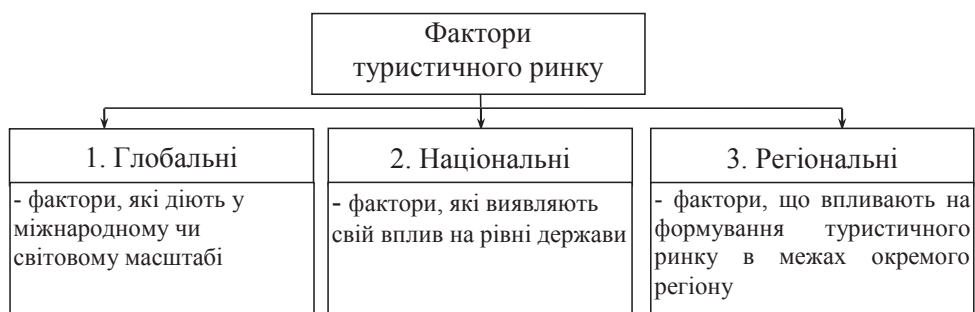 Фактори
туристичного ринку
1. Глобальні
- фактори, які діють у
міжнародному чи
світовому масштабі
2. Національні
- фактори, які виявляють
свій вплив на рівні держави
3. Регіональні
- фактори, що впливають на
формування туристичного
ринку в межах окремого
регіону